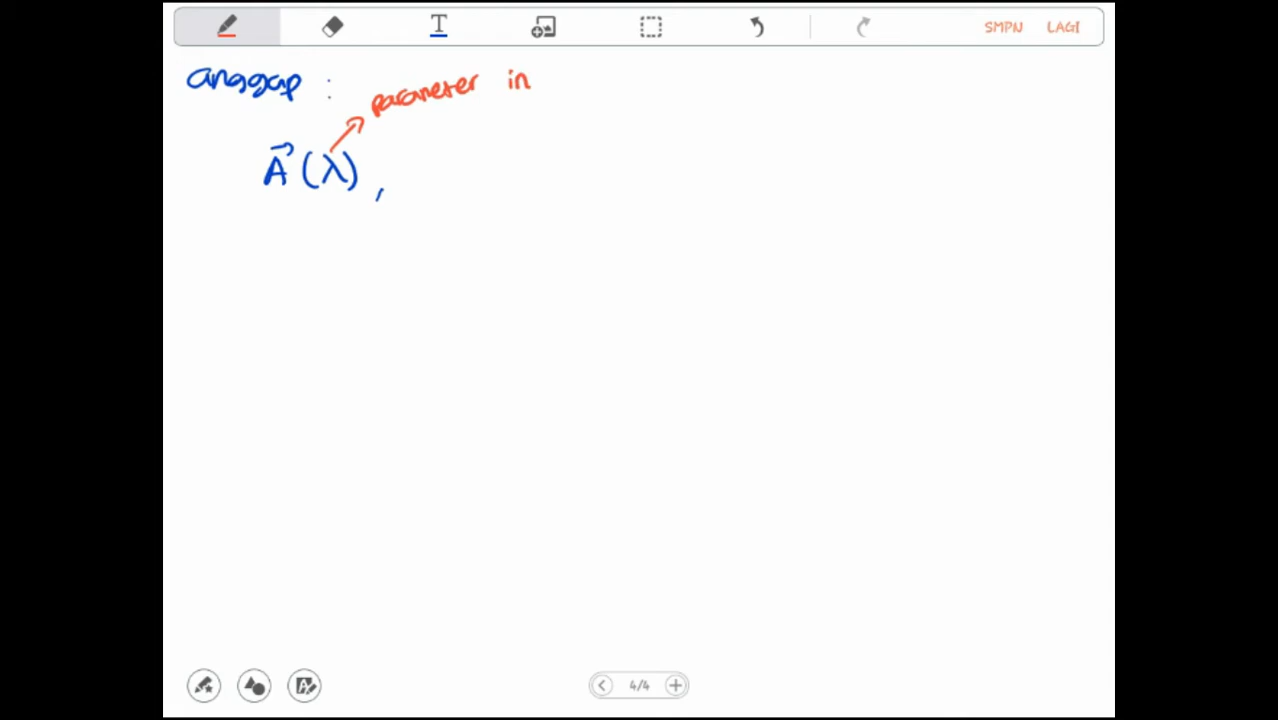 T SMPN LAGI
anggap :
parameter in
A⃗ (λ) ,
4/4